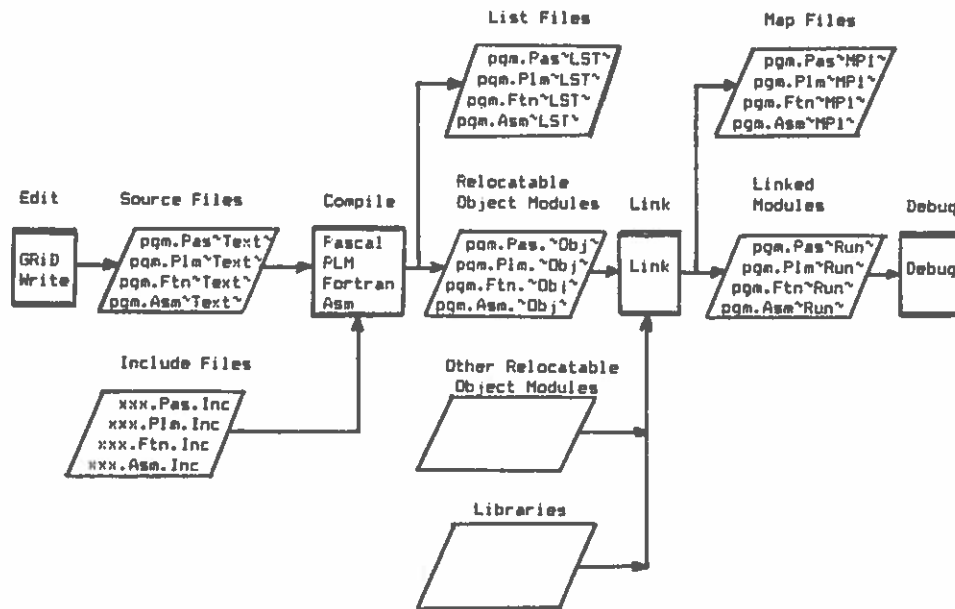 List Files
pgm.Pas~LST~
pgm.Plm~LST~
pgm.Ftn~LST~
pgm.Asm~LST~
Map Files
pgm.Pas~MP1~
pgm.Plm~MP1~
pgm.Ftn~MP1~
pgm.Asm~MP1~
Edit
GRiD
Write
Source Files
pgm.Pas~Text~
pgm.Plm~Text~
pgm.Ftn~Text~
pgm.Asm~Text~
Compile
Pascal
PLM
Fortran
Asm
Relocatable
Object Modules
pgm.Pas.~Obj~
pgm.Plm.~Obj~
pgm.Ftn.~Obj~
pgm.Asm.~Obj~
Link
Link
Linked
Modules
pgm.Pas~Run~
pgm.Plm~Run~
pgm.Ftn~Run~
pgm.Asm~Run~
Debug
Debug
Include Files
xxx.Pas.Inc
xxx.Plm.Inc
xxx.Ftn.Inc
xxx.Asm.Inc
Other Relocatable
Object Modules
Libraries